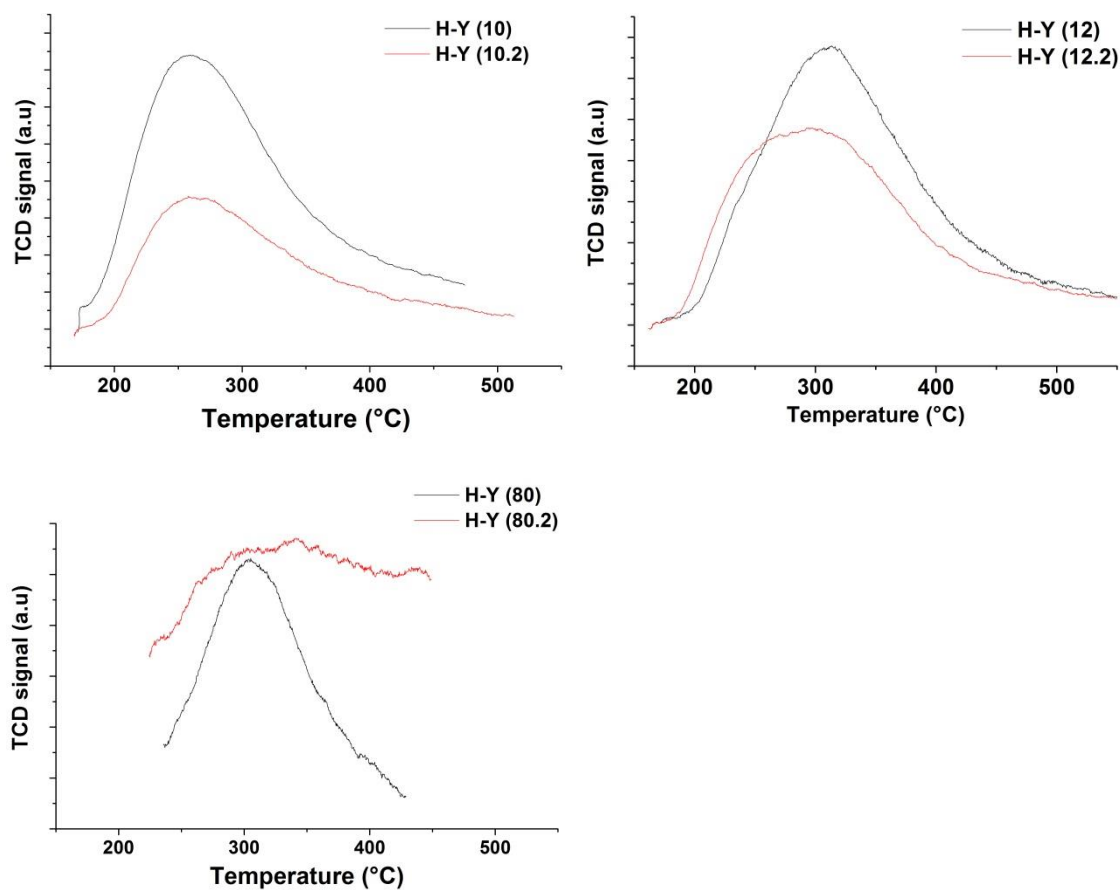 H-Y (10)
H-Y (10.2)
TCD signal (a.u)
200 300 400 500
Temperature (°C)
H-Y (12)
H-Y (12.2)
TCD signal (a.u)
200 300 400 500
Temperature (°C)
H-Y (80)
H-Y (80.2)
TCD signal (a.u)
200 300 400 500
Temperature (°C)